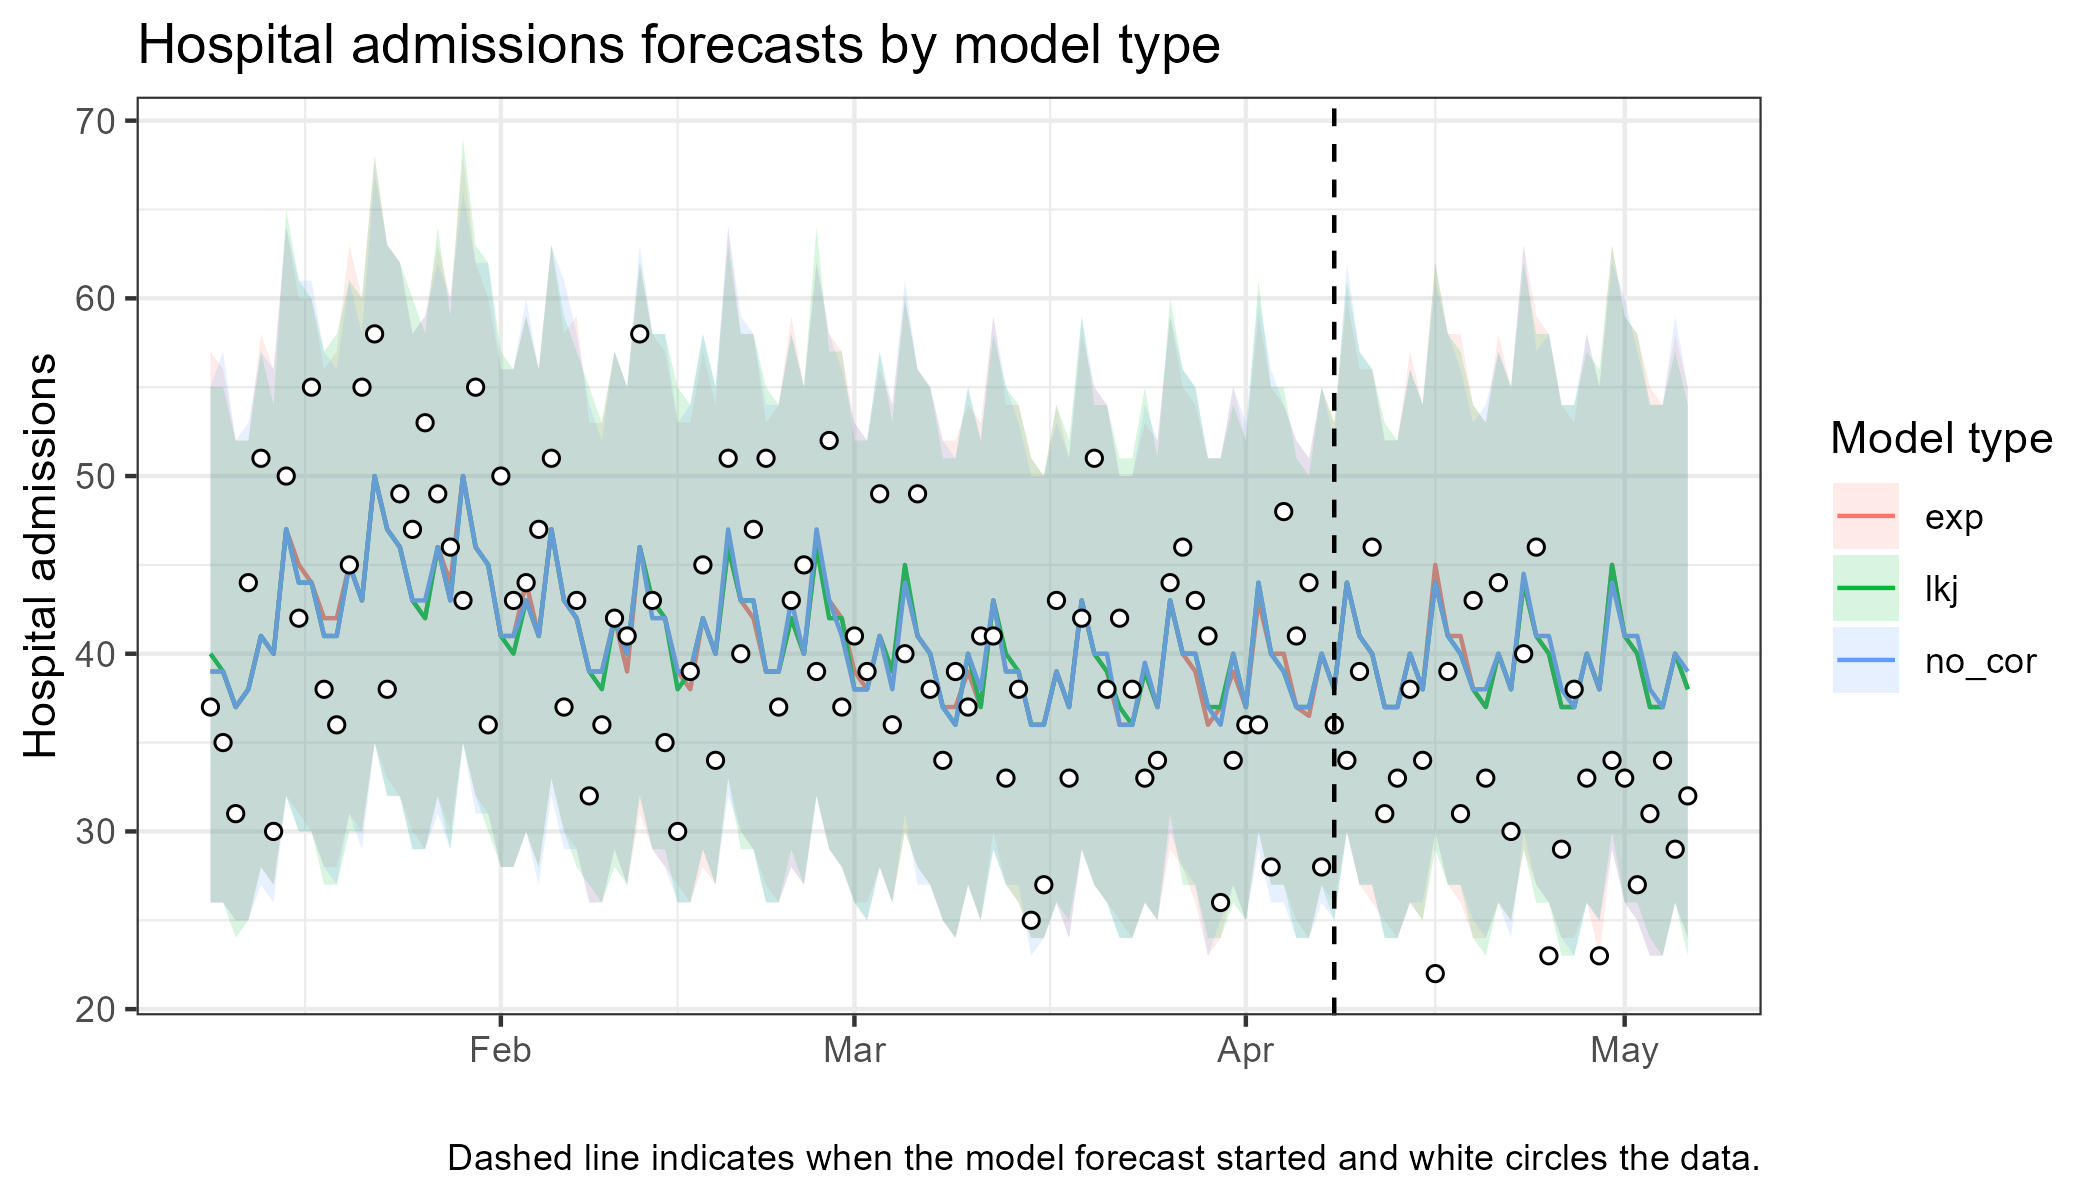 Hospital admissions forecasts by model type
Hospital admissions
70
60
50
40
30
20
Feb Mar Apr May
Model type
exp
lkj
no_cor
Dashed line indicates when the model forecast started and white circles the data.